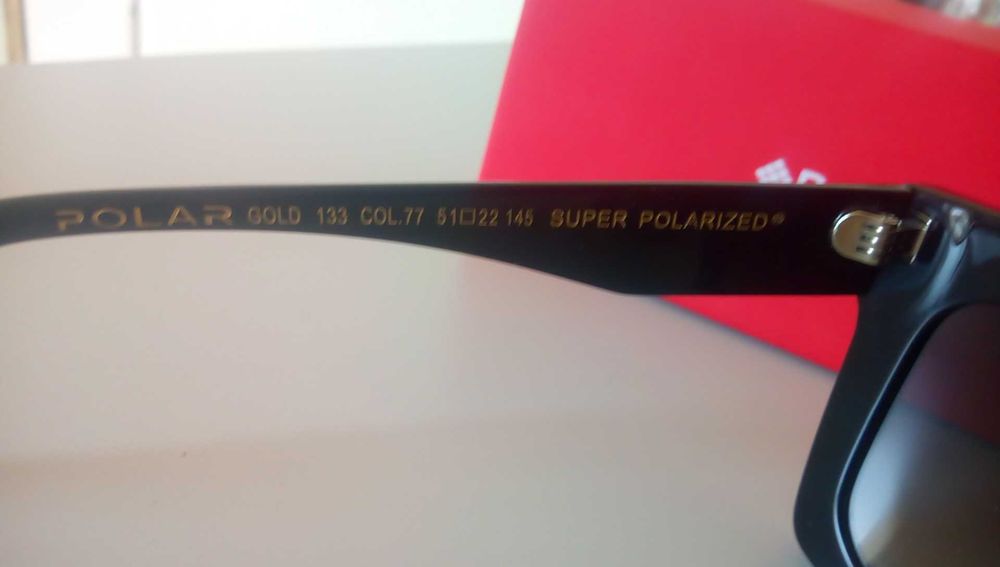 POLAR GOLD 133 COL.77 51□22 145 SUPER POLARIZED®